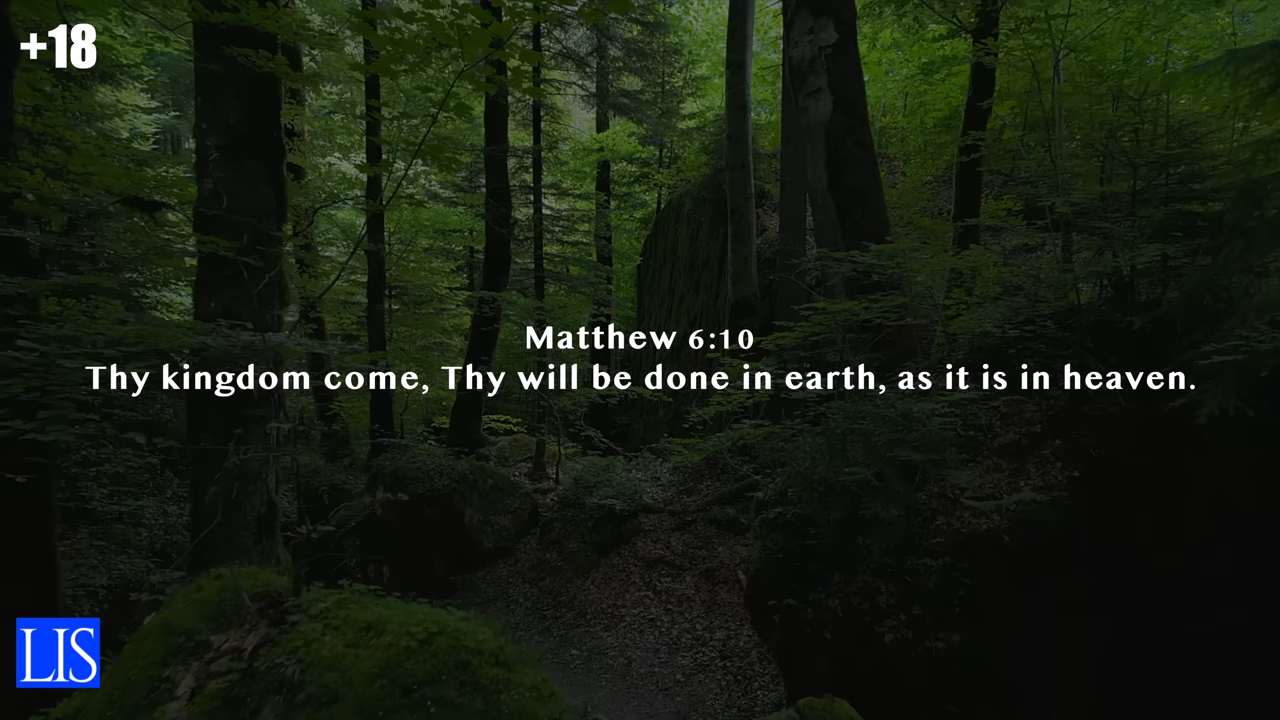 +18
Matthew 6:10
Thy kingdom come, Thy will be done in earth, as it is in heaven.
LIS